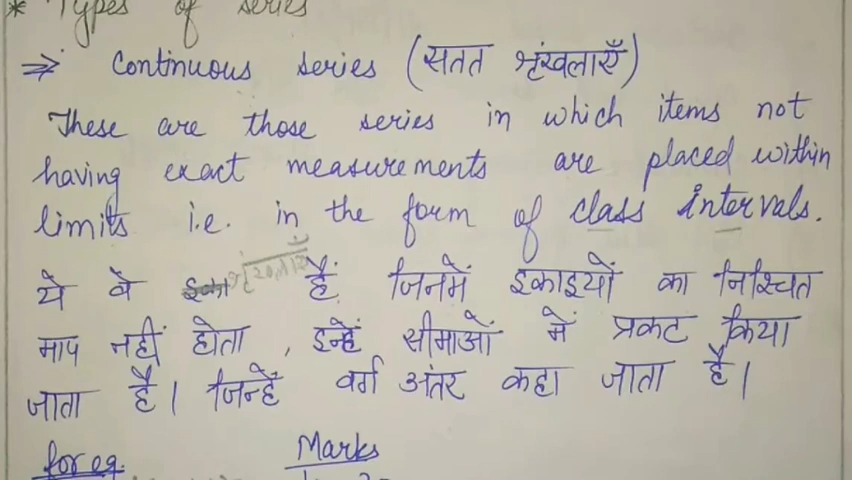 * Types of series
⇒ Continuous series (सतत श्रृंखलाएँ)
These are those series in which items not
having exact measurements are placed within
limits i.e. in the form of class intervals.
ये वे हैं जिनमें इकाइयों का निश्चित
माप नहीं होता, इन्हें सीमाओं में प्रकट किया
जाता है। जिन्हें वर्ग अंतर कहा जाता है।
for eg. Marks